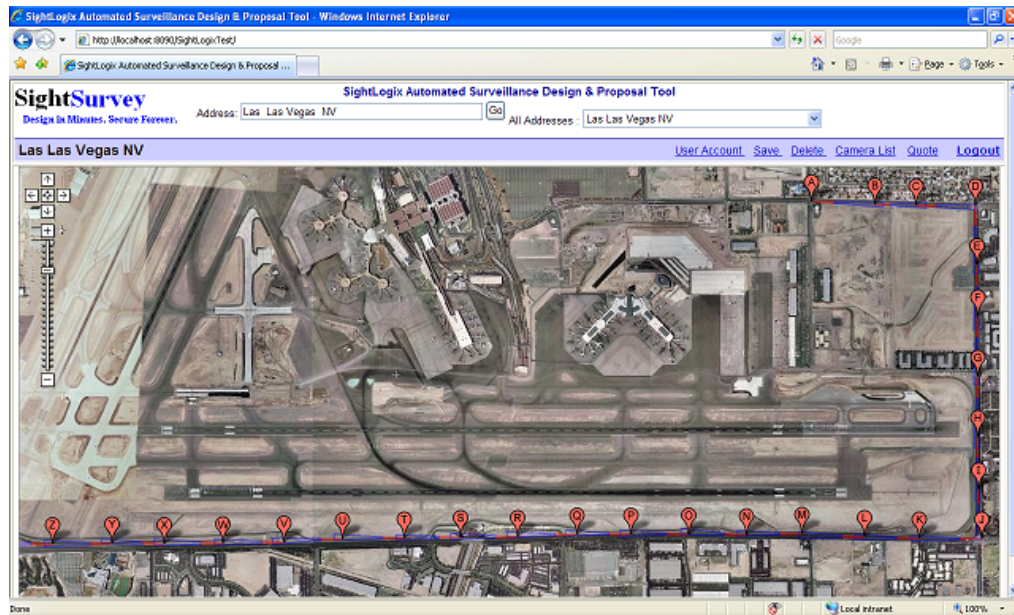 SightLogix Automated Surveillance Design & Proposal Tool - Windows Internet Explorer
http://localhost:8090/SightLogixTest/
Google
SightLogix Automated Surveillance Design & Proposal ...
Page
Tools
SightSurvey
Design in Minutes. Secure Forever.
SightLogix Automated Surveillance Design & Proposal Tool
Address: Las Las Vegas NV
Go
All Addresses : Las Las Vegas NV
Las Las Vegas NV
User Account Save Delete Camera List Quote Logout
A B C D
E
F
G
H
I
Z Y X W V U T S R Q P O N M L K J
Done
Local intranet
100%